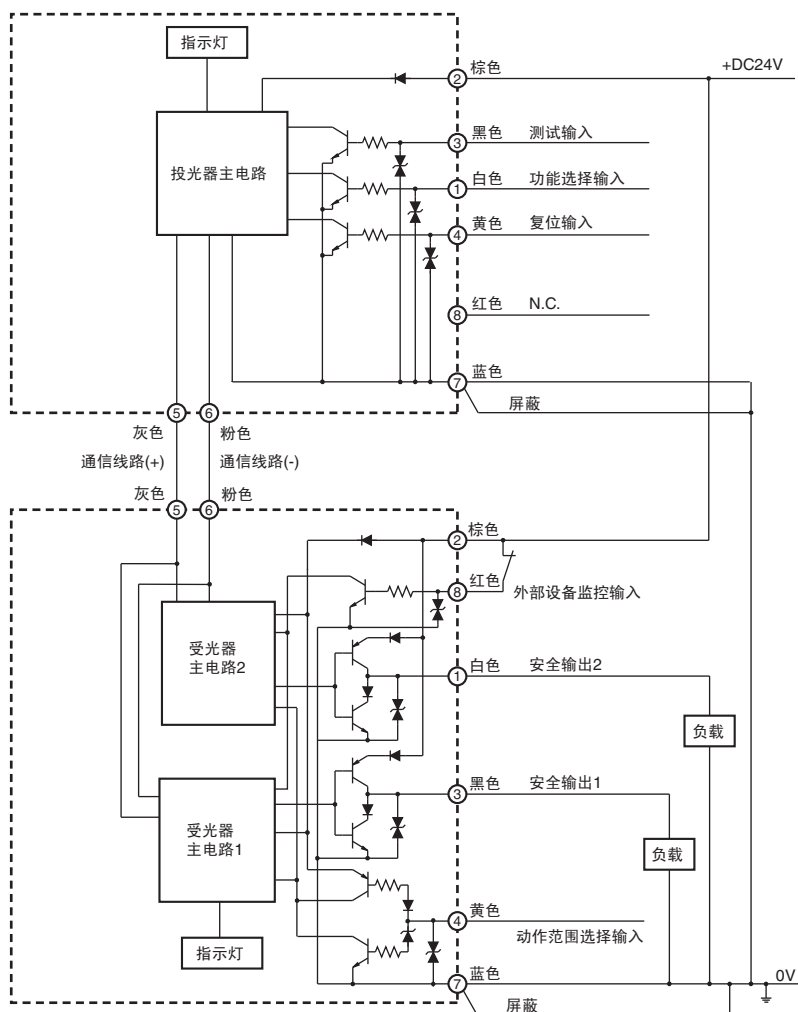 指示灯
② 棕色 +DC24V
投光器主电路
③ 黑色 测试输入
① 白色 功能选择输入
④ 黄色 复位输入
⑧ 红色 N.C.
⑦ 蓝色
屏蔽
⑤ ⑥
灰色 粉色
通信线路(+) 通信线路(-)
灰色 粉色
⑤ ⑥
② 棕色
⑧ 红色 外部设备监控输入
受光器
主电路2
① 白色 安全输出2
负载
③ 黑色 安全输出1
受光器
主电路1
负载
④ 黄色
动作范围选择输入
指示灯
⑦ 蓝色 0V
屏蔽